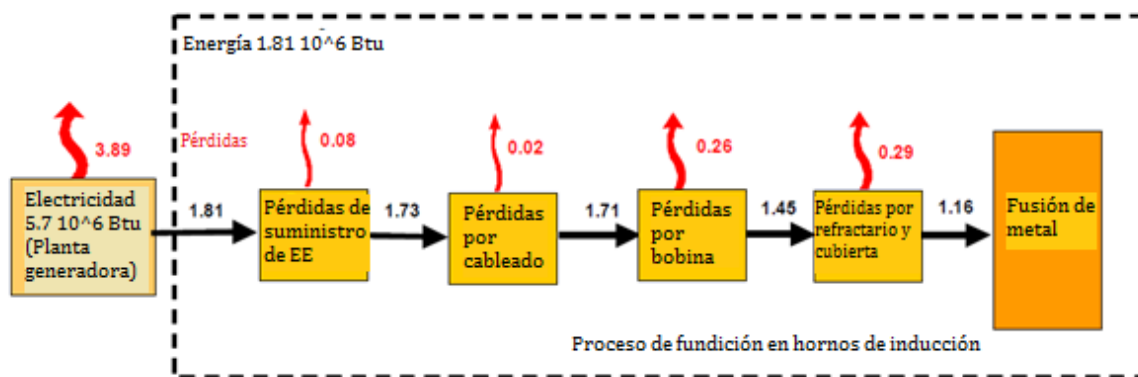 Energía 1.81 10^6 Btu
3.89
Pérdidas
0.08
0.02
0.26
0.29
Electricidad
5.7 10^6 Btu
(Planta
generadora)
1.81
Pérdidas de
suministro
de EE
1.73
Pérdidas
por
cableado
1.71
Pérdidas
por
bobina
1.45
Pérdidas por
refractario y
cubierta
1.16
Fusión de
metal
Proceso de fundición en hornos de inducción